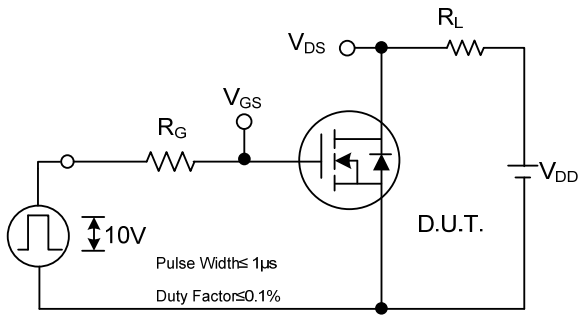 RL
VDS
VGS
RG
VDD
D.U.T.
10V
Pulse Width≤ 1μs
Duty Factor≤0.1%